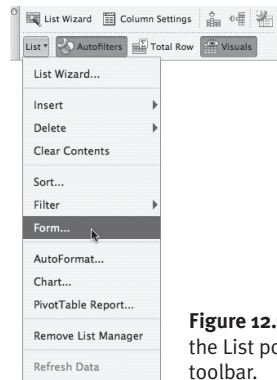 List Wizard Column Settings
List Autofilters Total Row Visuals
List Wizard...
Insert
Delete
Clear Contents
Sort...
Filter
Form...
AutoFormat...
Chart...
PivotTable Report...
Remove List Manager
Refresh Data
Figure 12.
the List po
toolbar.